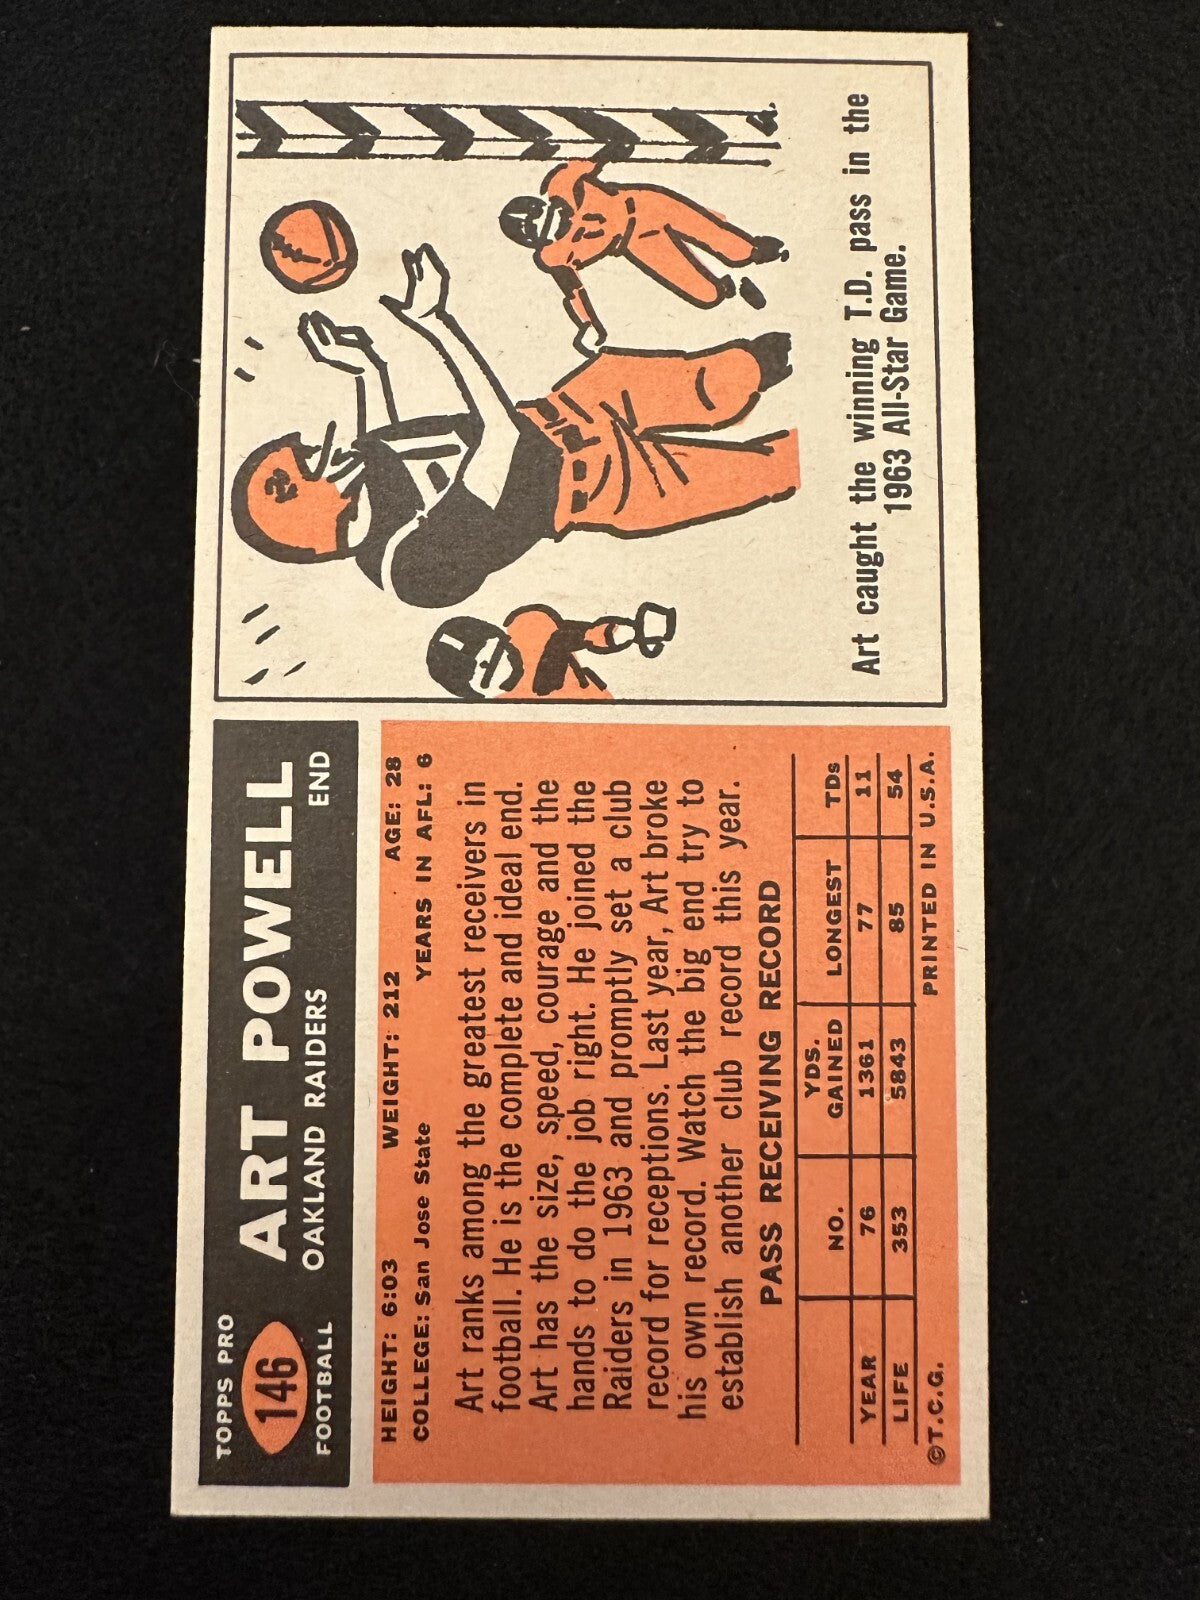 TOPPS PRO
146
FOOTBALL
ART POWELL
OAKLAND RAIDERS END
HEIGHT: 6:03 WEIGHT: 212 AGE: 28
COLLEGE: San Jose State YEARS IN AFL: 6
Art ranks among the greatest receivers in
football. He is the complete and ideal end.
Art has the size, speed, courage and the
hands to do the job right. He joined the
Raiders in 1963 and promptly set a club
record for receptions. Last year, Art broke
his own record. Watch the big end try to
establish another club record this year.
PASS RECEIVING RECORD
NO. YDS. GAINED LONGEST TDs
YEAR 76 1361 77 11
LIFE 353 5843 85 54
©T.C.G. PRINTED IN U.S.A.
Art caught the winning T.D. pass in the
1963 All-Star Game.